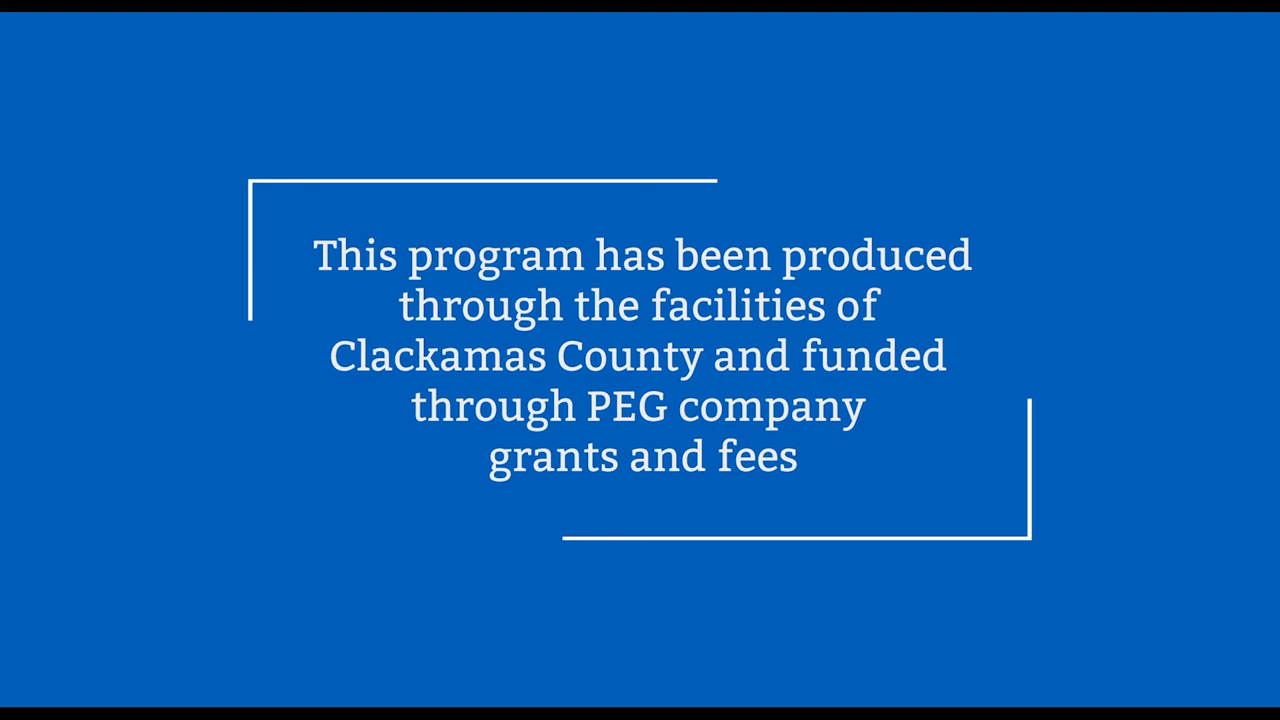 This program has been produced
through the facilities of
Clackamas County and funded
through PEG company
grants and fees